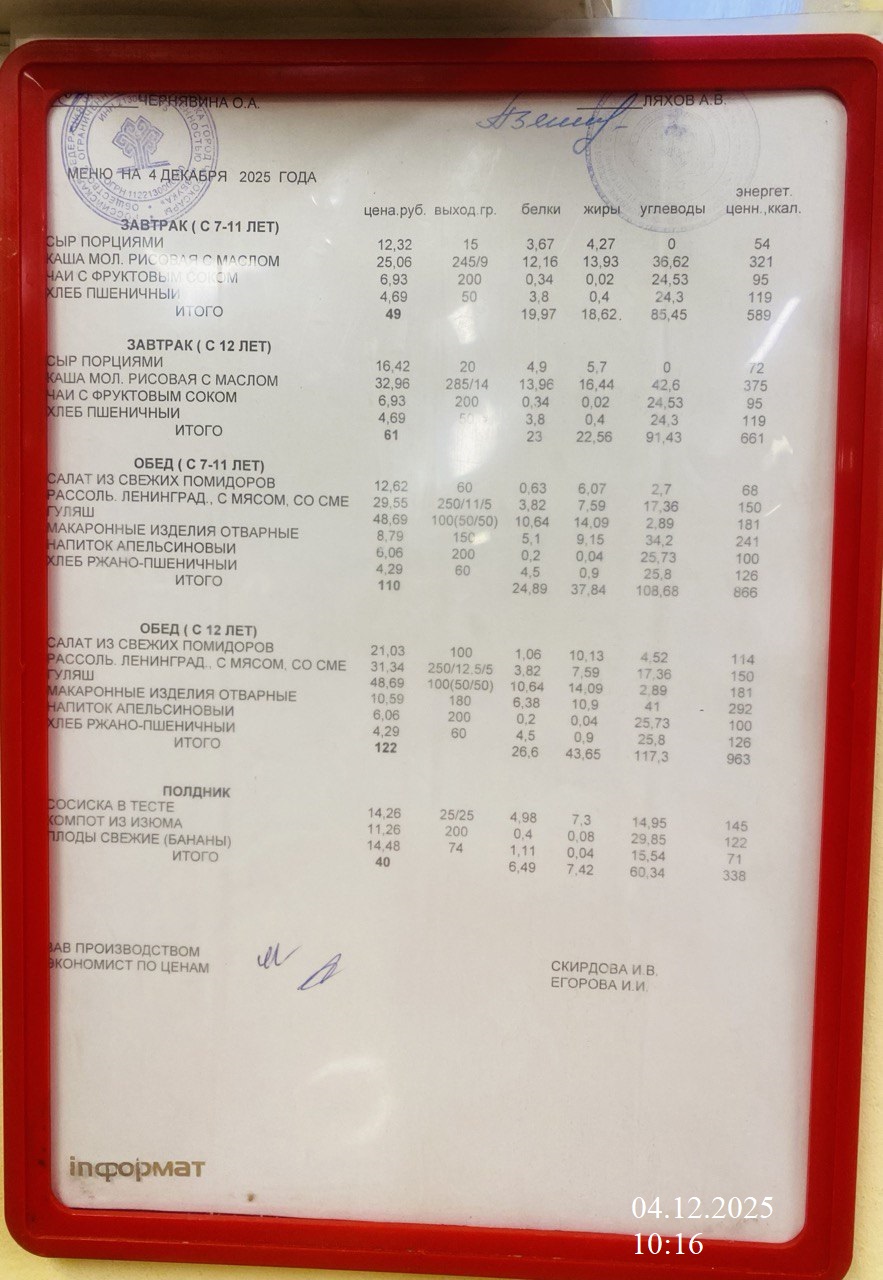 ЧЕРНЯВИНА О.А. ЛЯХОВ А.В.
МЕНЮ НА 4 ДЕКАБРЯ 2025 ГОДА
цена.руб. выход.гр. белки жиры углеводы энергет. ценн.,ккал.
ЗАВТРАК ( С 7-11 ЛЕТ)
СЫР ПОРЦИЯМИ 12,32 15 3,67 4,27 0 54
КАША МОЛ. РИСОВАЯ С МАСЛОМ 25,06 245/9 12,16 13,93 36,62 321
ЧАЙ С ФРУКТОВЫМ СОКОМ 6,93 200 0,34 0,02 24,53 95
ХЛЕБ ПШЕНИЧНЫЙ 4,69 50 3,8 0,4 24,3 119
ИТОГО 49 19,97 18,62 85,45 589
ЗАВТРАК ( С 12 ЛЕТ)
СЫР ПОРЦИЯМИ 16,42 20 4,9 5,7 0 72
КАША МОЛ. РИСОВАЯ С МАСЛОМ 32,96 285/14 13,96 16,44 42,6 375
ЧАЙ С ФРУКТОВЫМ СОКОМ 6,93 200 0,34 0,02 24,53 95
ХЛЕБ ПШЕНИЧНЫЙ 4,69 3,8 0,4 24,3 119
ИТОГО 61 23 22,56 91,43 661
ОБЕД ( С 7-11 ЛЕТ)
САЛАТ ИЗ СВЕЖИХ ПОМИДОРОВ 12,62 60 0,63 6,07 2,7 68
РАССОЛЬ. ЛЕНИНГРАД., С МЯСОМ, СО СМЕ 29,55 250/11/5 3,82 7,59 17,36 150
ГУЛЯШ 48,69 100(50/50) 10,64 14,09 2,89 181
МАКАРОННЫЕ ИЗДЕЛИЯ ОТВАРНЫЕ 8,79 150 5,1 9,15 34,2 241
НАПИТОК АПЕЛЬСИНОВЫЙ 6,06 200 0,2 0,04 25,73 100
ХЛЕБ РЖАНО-ПШЕНИЧНЫЙ 4,29 60 4,5 0,9 25,8 126
ИТОГО 110 24,89 37,84 108,68 866
ОБЕД ( С 12 ЛЕТ)
САЛАТ ИЗ СВЕЖИХ ПОМИДОРОВ 21,03 100 1,06 10,13 4,52 114
РАССОЛЬ. ЛЕНИНГРАД., С МЯСОМ, СО СМЕ 31,34 250/12,5/5 3,82 7,59 17,36 150
ГУЛЯШ 48,69 100(50/50) 10,64 14,09 2,89 181
МАКАРОННЫЕ ИЗДЕЛИЯ ОТВАРНЫЕ 10,59 180 6,38 10,9 41 292
НАПИТОК АПЕЛЬСИНОВЫЙ 6,06 200 0,2 0,04 25,73 100
ХЛЕБ РЖАНО-ПШЕНИЧНЫЙ 4,29 60 4,5 0,9 25,8 126
ИТОГО 122 26,6 43,65 117,3 963
ПОЛДНИК
СОСИСКА В ТЕСТЕ 14,26 25/25 4,98 7,3 14,95 145
КОМПОТ ИЗ ИЗЮМА 11,26 200 0,4 0,08 29,85 122
ПЛОДЫ СВЕЖИЕ (БАНАНЫ) 14,48 74 1,11 0,04 15,54 71
ИТОГО 40 6,49 7,42 60,34 338
ЗАВ ПРОИЗВОДСТВОМ СКИРДОВА И.В.
ЭКОНОМИСТ ПО ЦЕНАМ ЕГОРОВА И.И.
inформат
04.12.2025
10:16